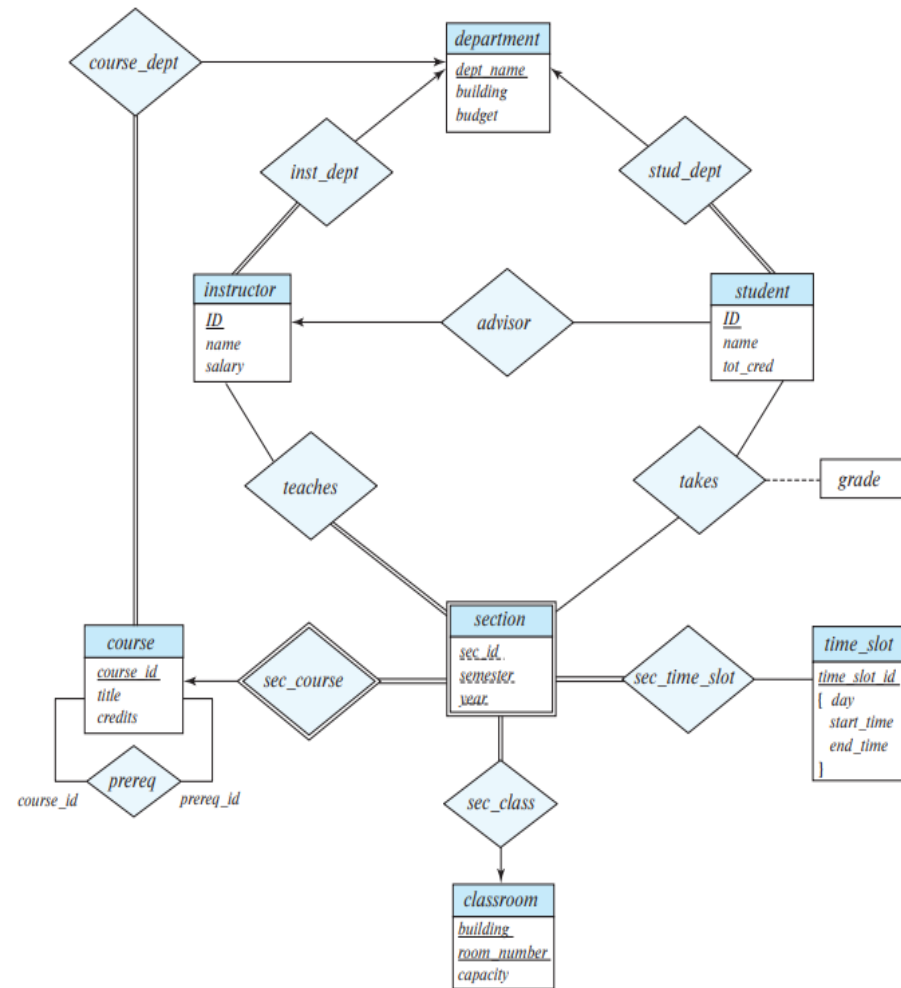 department
dept_name
building
budget
course_dept
inst_dept
stud_dept
instructor
ID
name
salary
advisor
student
ID
name
tot_cred
teaches
takes
grade
section
sec_id
semester
year
course
course_id
title
credits
sec_course
sec_time_slot
time_slot
time_slot_id
{ day
start_time
end_time
}
prereq
course_id
prereq_id
sec_class
classroom
building
room_number
capacity